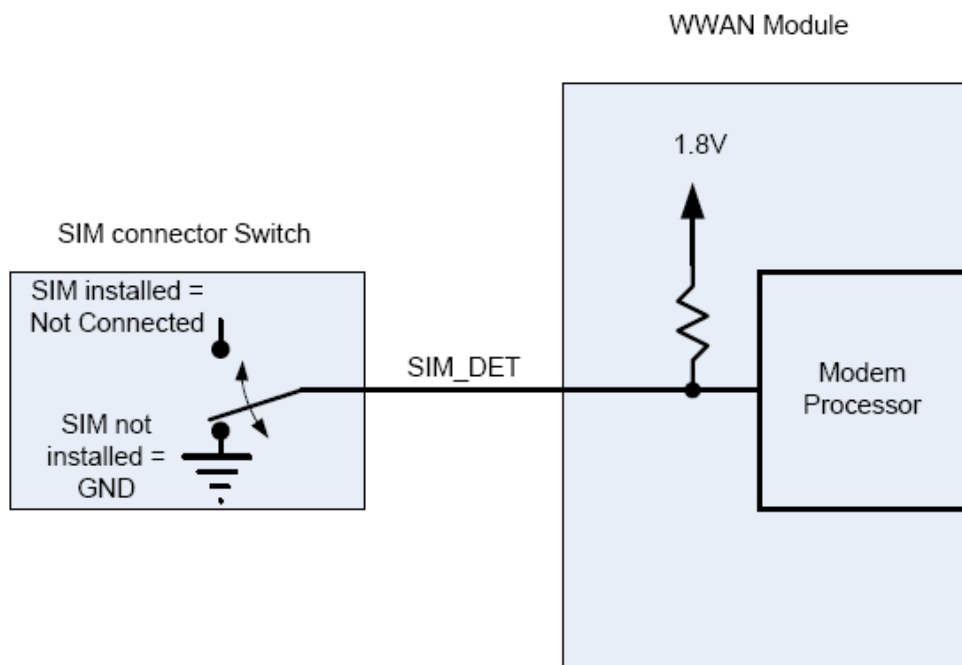 WWAN Module
1.8V
SIM connector Switch
SIM installed =
Not Connected
SIM_DET
Modem
Processor
SIM not
installed =
GND